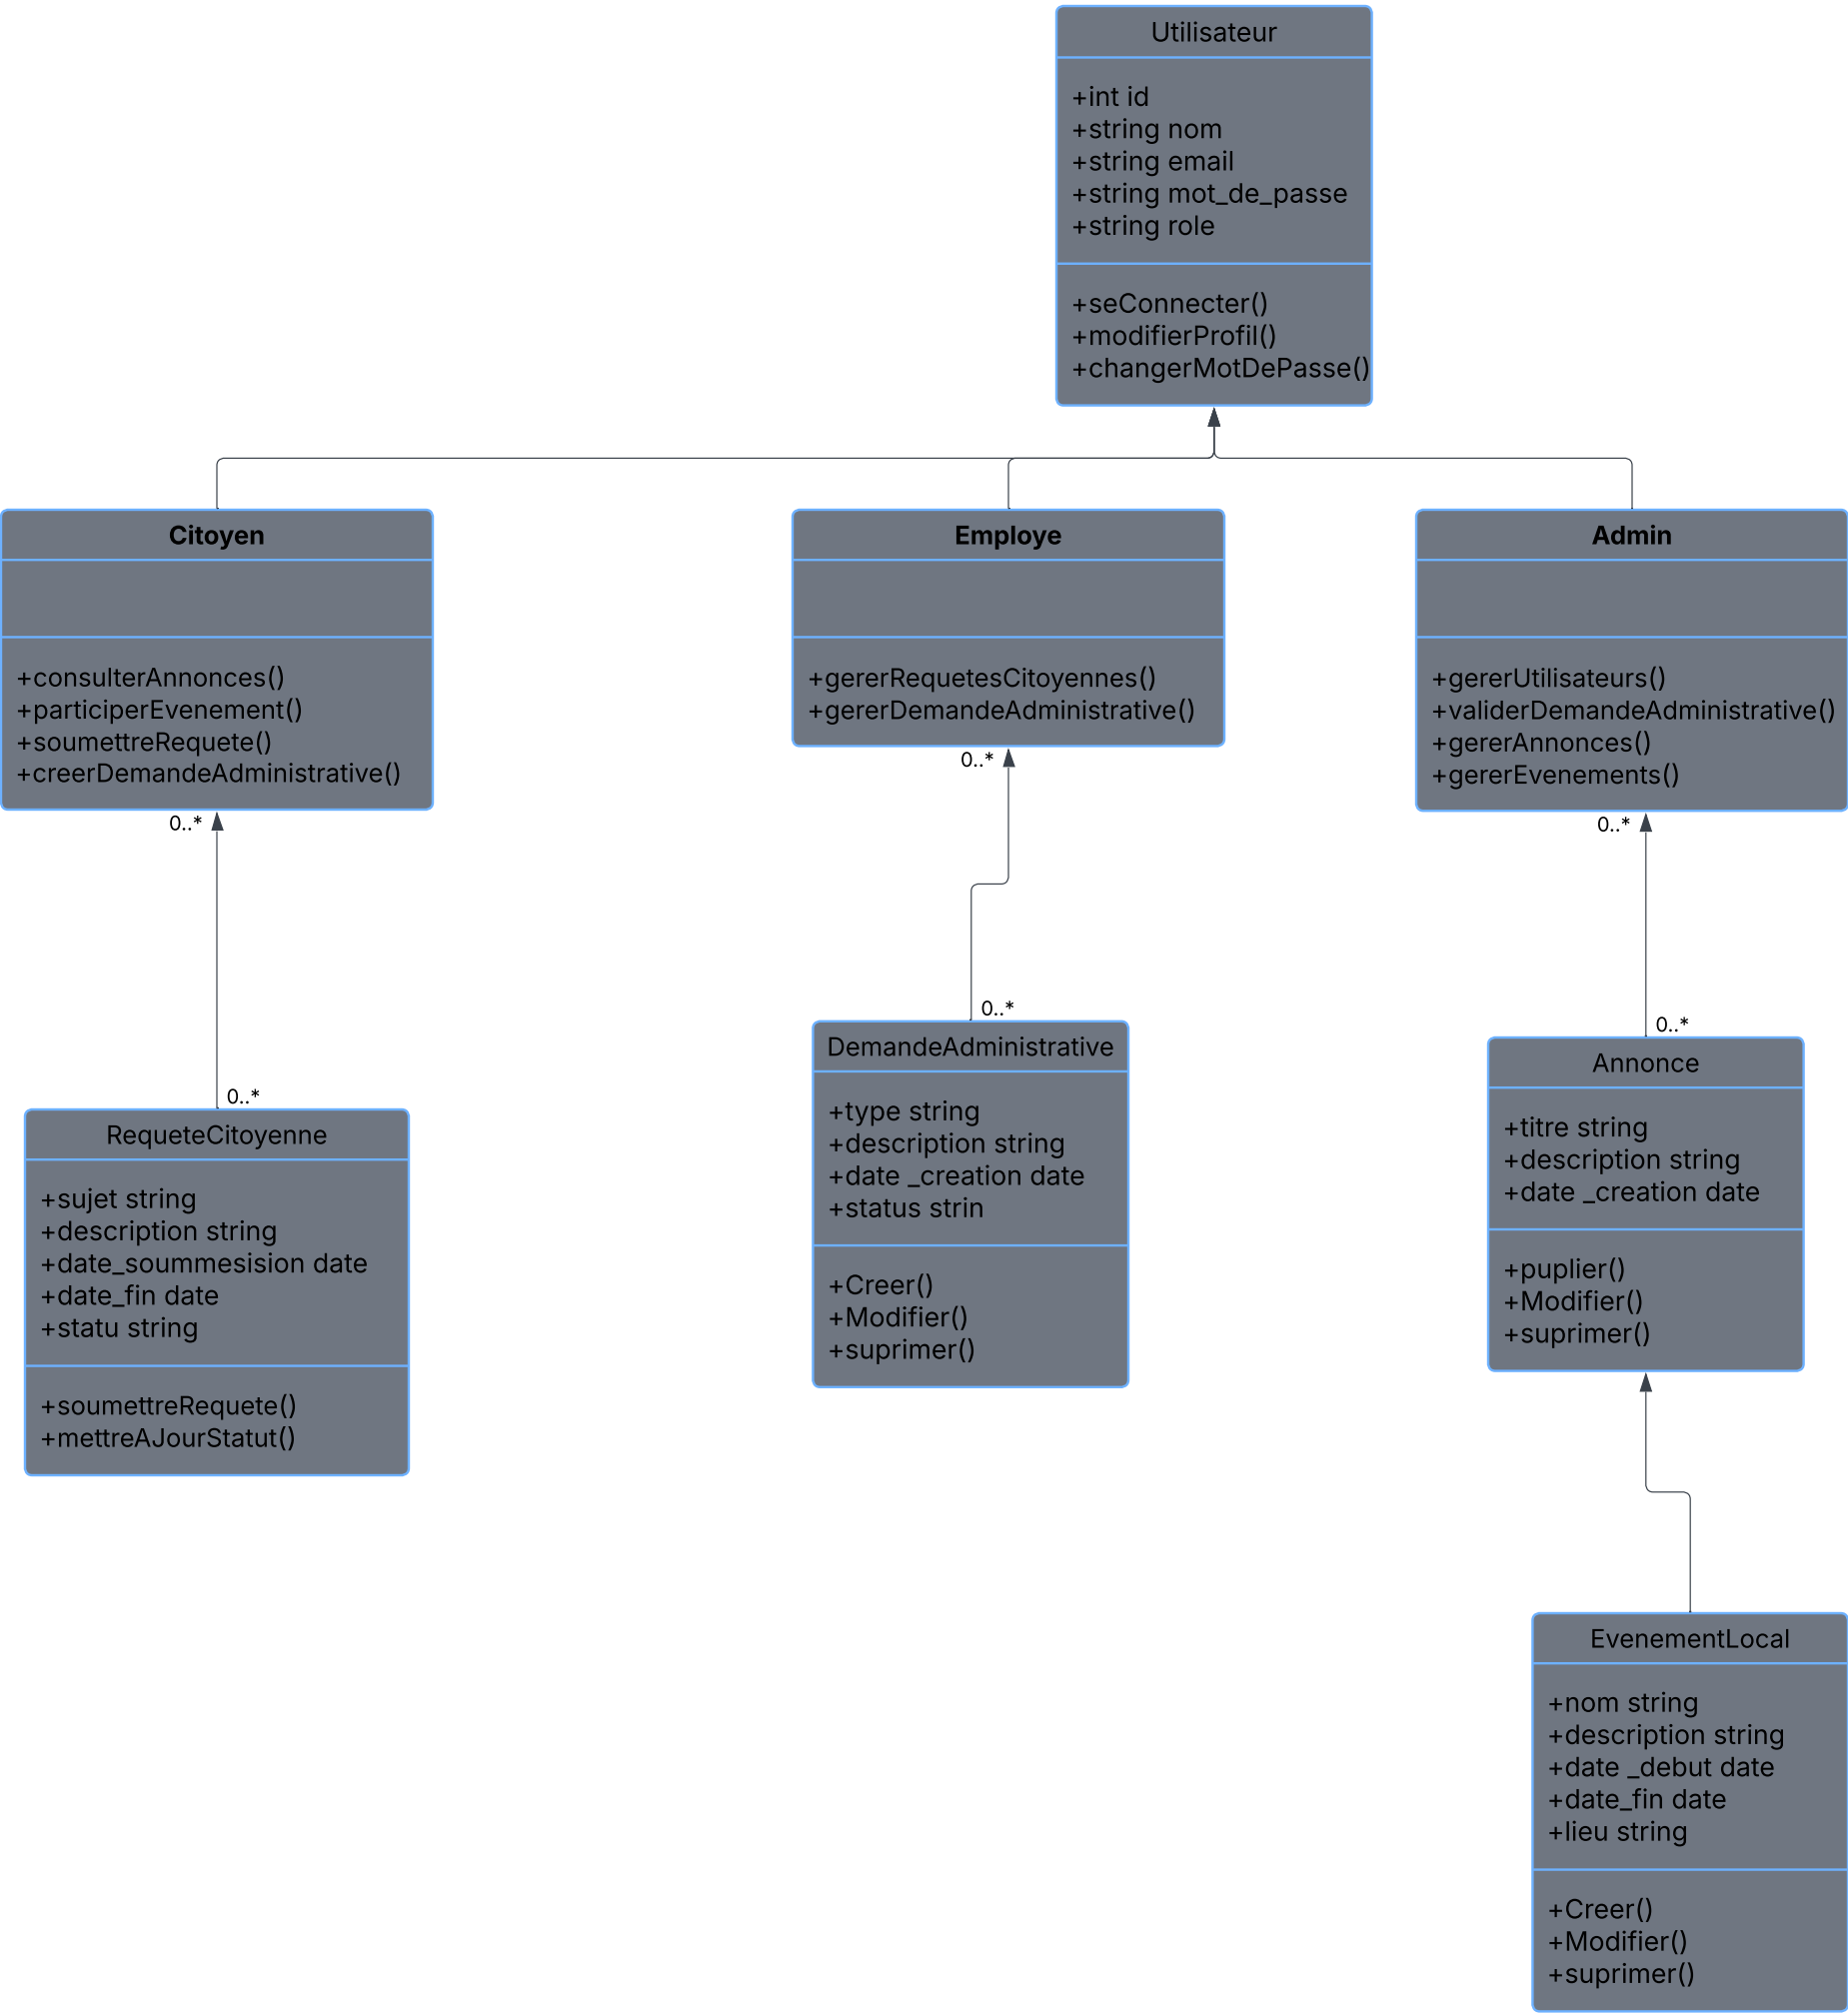 Utilisateur
+int id
+string nom
+string email
+string mot_de_passe
+string role
+seConnecter()
+modifierProfil()
+changerMotDePasse()
Citoyen
+consulterAnnonces()
+participerEvenement()
+soumettreRequete()
+creerDemandeAdministrative()
0..*
Employe
+gererRequetesCitoyennes()
+gererDemandeAdministrative()
0..*
Admin
+gererUtilisateurs()
+validerDemandeAdministrative()
+gererAnnonces()
+gererEvenements()
0..*
0..*
RequeteCitoyenne
+sujet string
+description string
+date_soummesision date
+date_fin date
+statu string
+soumettreRequete()
+mettreAJourStatut()
0..*
DemandeAdministrative
+type string
+description string
+date _creation date
+status strin
+Creer()
+Modifier()
+suprimer()
0..*
Annonce
+titre string
+description string
+date _creation date
+puplier()
+Modifier()
+suprimer()
EvenementLocal
+nom string
+description string
+date _debut date
+date_fin date
+lieu string
+Creer()
+Modifier()
+suprimer()